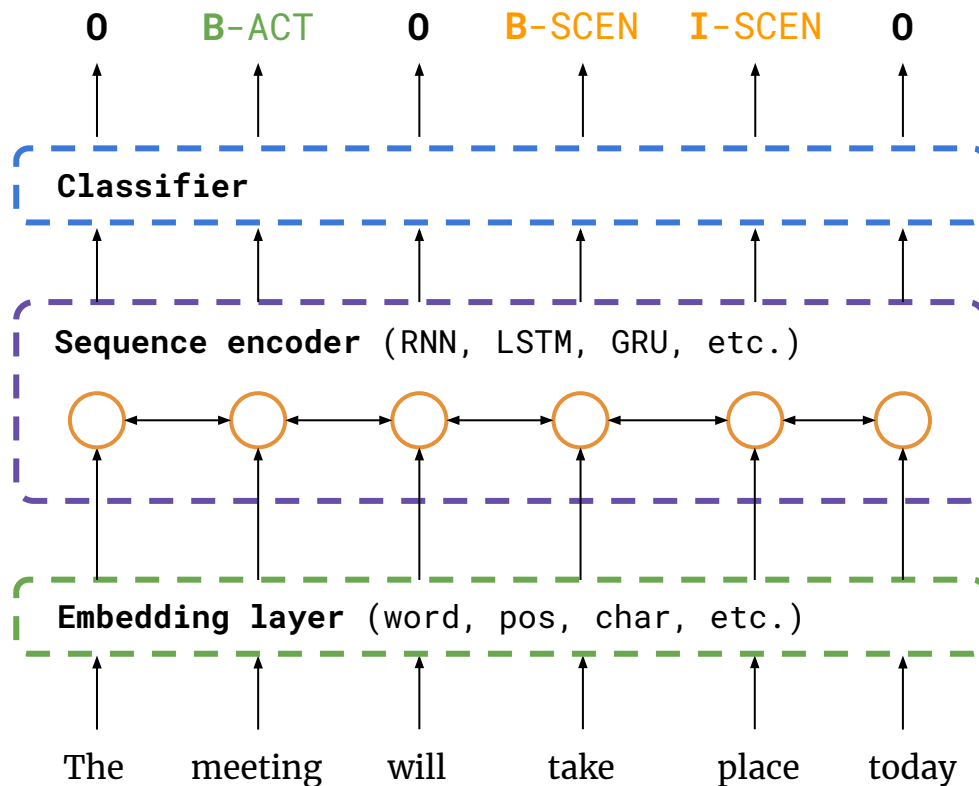 O B-ACT O B-SCEN I-SCEN O
Classifier
Sequence encoder (RNN, LSTM, GRU, etc.)
Embedding layer (word, pos, char, etc.)
The meeting will take place today